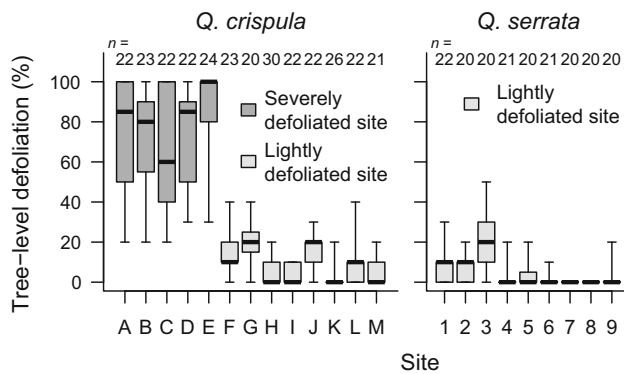 Q. crispula Q. serrata
n = n =
22 23 22 22 24 23 20 30 22 22 26 22 21 22 20 20 21 20 21 20 20 20
Tree−level defoliation (%)
100
80
60
40
20
0
Severely
defoliated site
Lightly
defoliated site
Lightly
defoliated site
A B C D E F G H I J K L M 1 2 3 4 5 6 7 8 9
Site